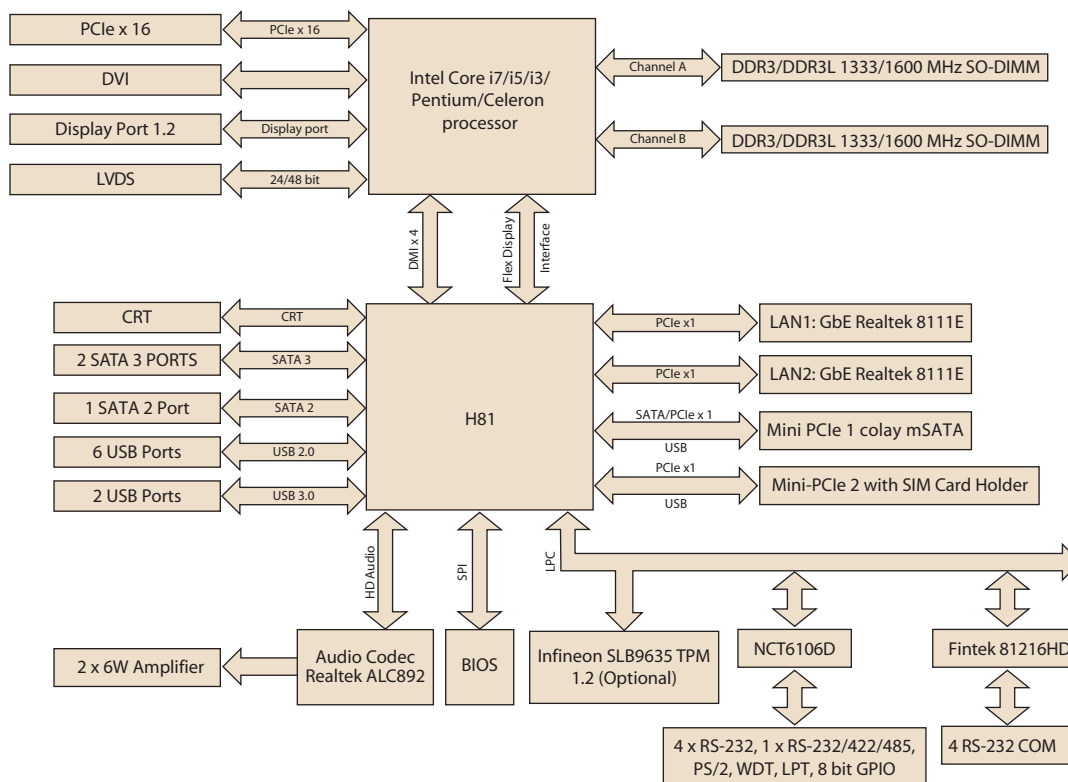 PCIe x 16
PCIe x 16
DVI
Display Port 1.2
Display port
LVDS
24/48 bit
Intel Core i7/i5/i3/
Pentium/Celeron
processor
Channel A
DDR3/DDR3L 1333/1600 MHz SO-DIMM
Channel B
DDR3/DDR3L 1333/1600 MHz SO-DIMM
DMI x 4
Flex Display
Interface
CRT
CRT
2 SATA 3 PORTS
SATA 3
1 SATA 2 Port
SATA 2
6 USB Ports
USB 2.0
2 USB Ports
USB 3.0
H81
PCIe x1
LAN1: GbE Realtek 8111E
PCIe x1
LAN2: GbE Realtek 8111E
SATA/PCIe x 1
USB
Mini PCIe 1 colay mSATA
PCIe x1
USB
Mini-PCIe 2 with SIM Card Holder
HD Audio
SPI
LPC
2 x 6W Amplifier
Audio Codec
Realtek ALC892
BIOS
Infineon SLB9635 TPM
1.2 (Optional)
NCT6106D
Fintek 81216HD
4 x RS-232, 1 x RS-232/422/485,
PS/2, WDT, LPT, 8 bit GPIO
4 RS-232 COM